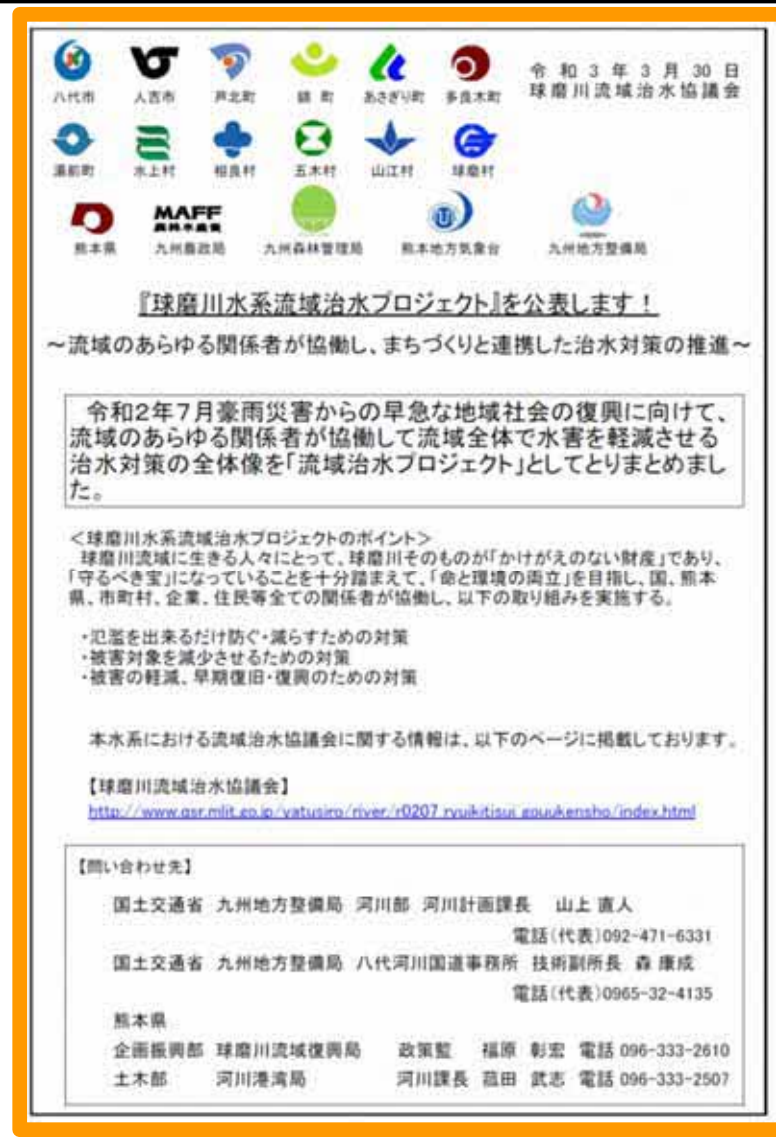 令和3年3月30日
球磨川流域治水協議会
八代市 人吉市 芦北町 錦町 あさぎり町 多良木町
湯前町 水上村 相良村 五木村 山江村 球磨村
MAFF
農林水産省
熊本県 九州農政局 九州森林管理局 熊本地方気象台 九州地方整備局
『球磨川水系流域治水プロジェクト』を公表します！
～流域のあらゆる関係者が協働し、まちづくりと連携した治水対策の推進～
令和2年7月豪雨災害からの早急な地域社会の復興に向けて、
流域のあらゆる関係者が協働して流域全体で水害を軽減させる
治水対策の全体像を「流域治水プロジェクト」としてとりまとめまし
た。
＜球磨川水系流域治水プロジェクトのポイント＞
球磨川流域に生きる人々にとって、球磨川そのものが「かけがえのない財産」であり、
「守るべき宝」になっていることを十分踏まえて、「命と環境の両立」を目指し、国、熊本
県、市町村、企業、住民等全ての関係者が協働し、以下の取り組みを実施する。
・氾濫を出来るだけ防ぐ・減らすための対策
・被害対象を減少させるための対策
・被害の軽減、早期復旧・復興のための対策
本水系における流域治水協議会に関する情報は、以下のページに掲載しております。
【球磨川流域治水協議会】
http://www.qsr.mlit.go.jp/yatusiro/river/r0207_ryuikitisui_gouukensho/index.html
【問い合わせ先】
国土交通省 九州地方整備局 河川部 河川計画課長 山上 直人
電話(代表)092-471-6331
国土交通省 九州地方整備局 八代河川国道事務所 技術副所長 森 康成
電話(代表)0965-32-4135
熊本県
企画振興部 球磨川流域復興局 政策監 福原 彰宏 電話 096-333-2610
土木部 河川港湾局 河川課長 菰田 武志 電話 096-333-2507